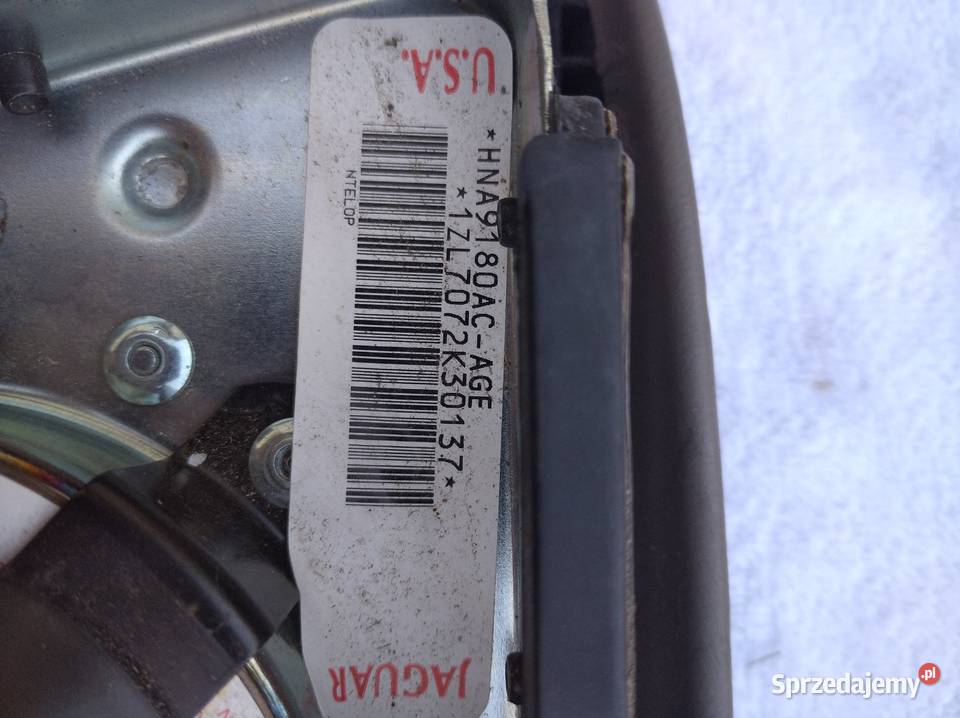 U.S.A.
*HNA9180AC-AGE
*1ZL7072K30137*
NTELOP
JAGUAR
Sprzedajemy.pl